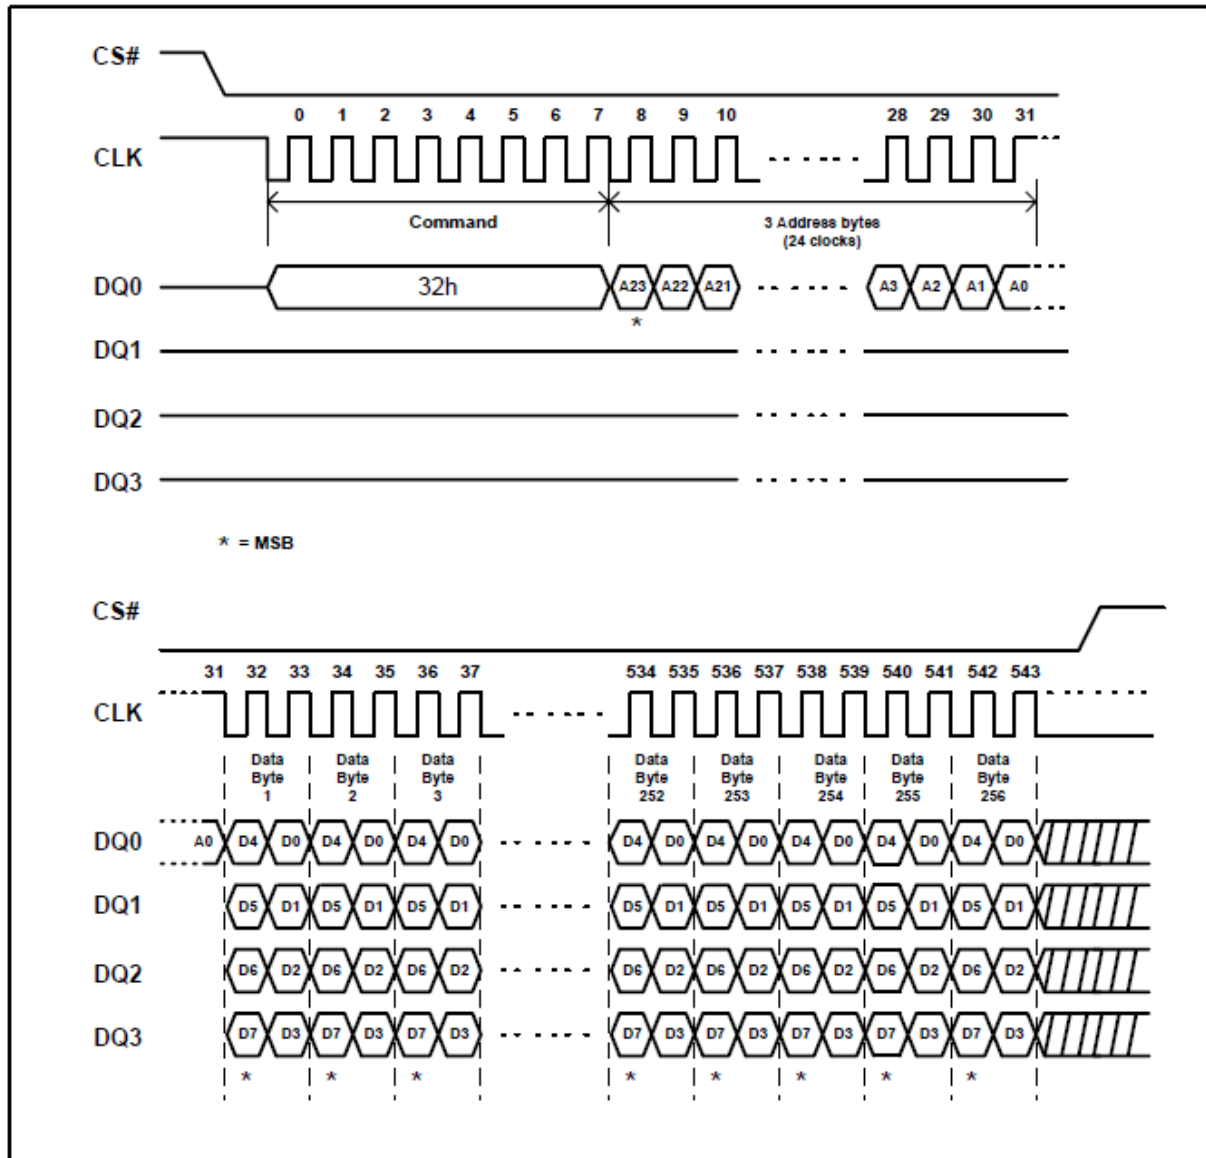 CS#
0 1 2 3 4 5 6 7 8 9 10 28 29 30 31
CLK
Command
3 Address bytes
(24 clocks)
DQ0 32h A23 A22 A21 A3 A2 A1 A0
*
DQ1
DQ2
DQ3
* = MSB
CS#
31 32 33 34 35 36 37 534 535 536 537 538 539 540 541 542 543
CLK
Data Data Data Data Data Data Data Data
Byte Byte Byte Byte Byte Byte Byte Byte
1 2 3 252 253 254 255 256
DQ0 A0 D4 D0 D4 D0 D4 D0 D4 D0 D4 D0 D4 D0 D4 D0 D4 D0
DQ1 D5 D1 D5 D1 D5 D1 D5 D1 D5 D1 D5 D1 D5 D1 D5 D1
DQ2 D6 D2 D6 D2 D6 D2 D6 D2 D6 D2 D6 D2 D6 D2 D6 D2
DQ3 D7 D3 D7 D3 D7 D3 D7 D3 D7 D3 D7 D3 D7 D3 D7 D3
* * * * * * * *